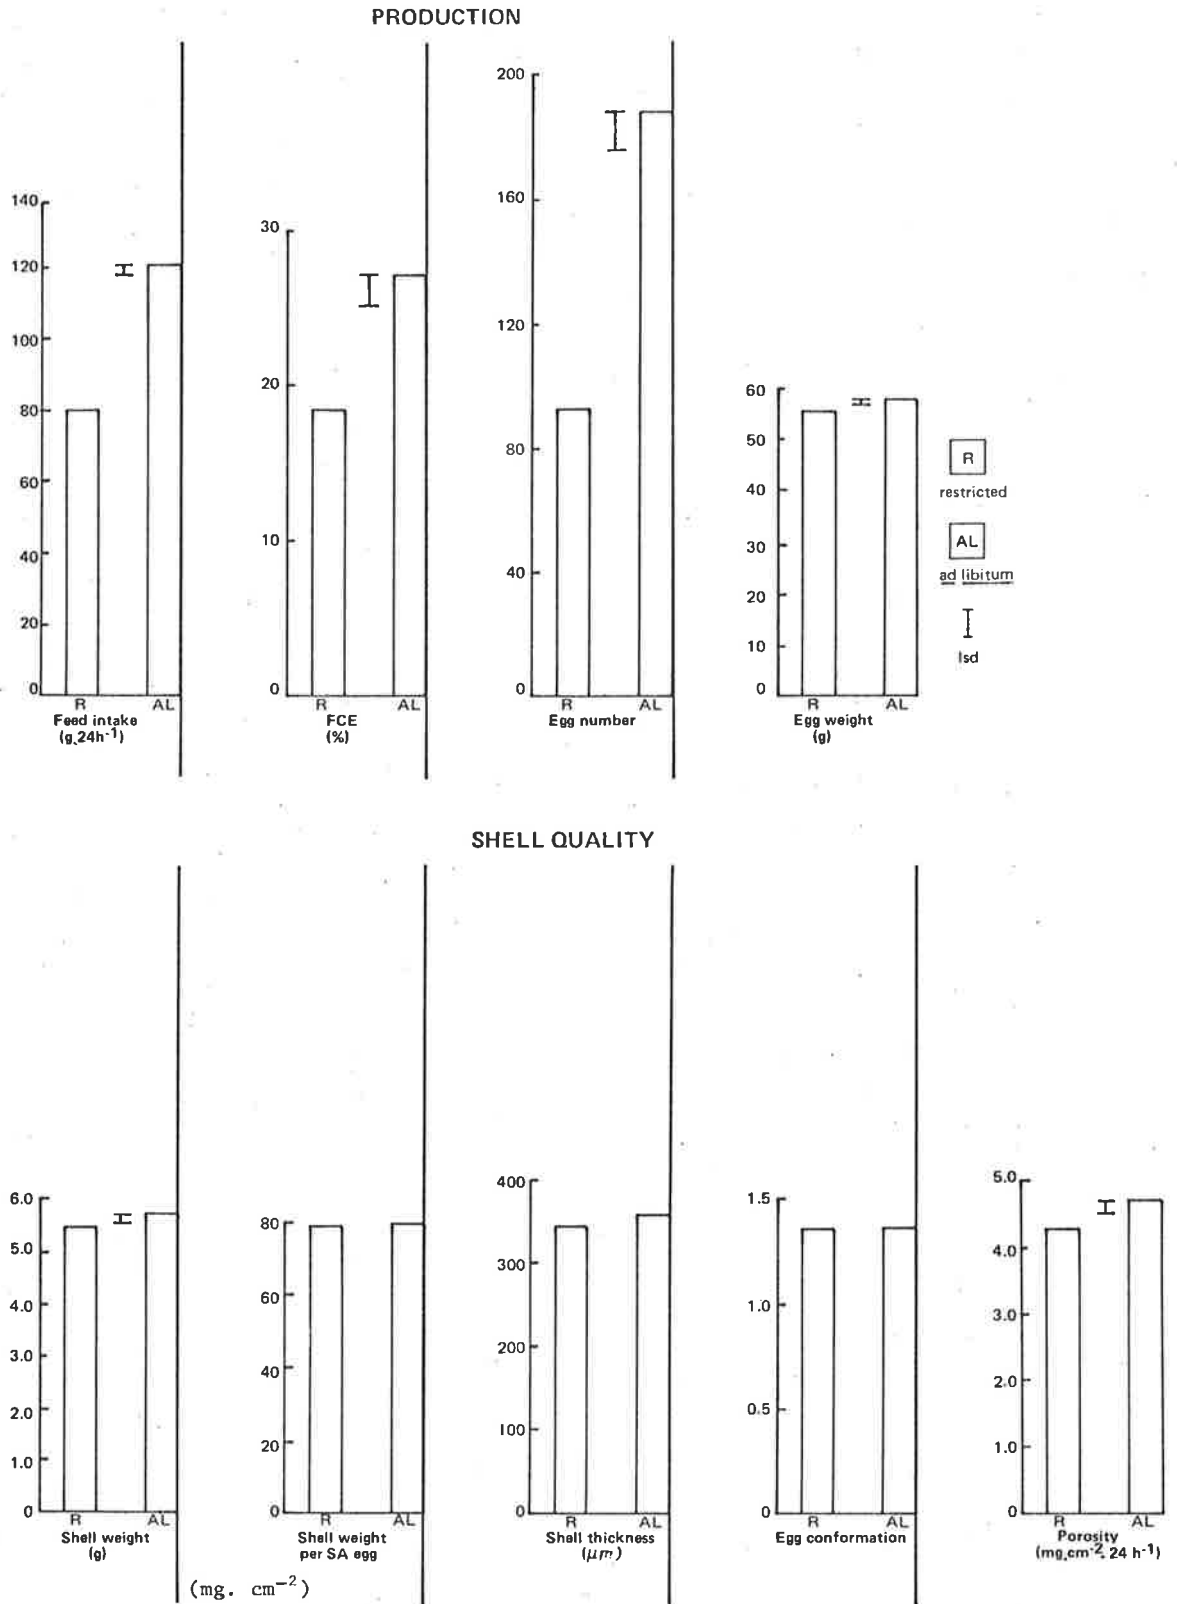 PRODUCTION
140
120
100
80
60
40
20
0
R AL
Feed intake
(g.24h-1)
30
20
10
0
R AL
FCE
(%)
200
160
120
80
40
0
R AL
Egg number
60
50
40
30
20
10
0
R AL
Egg weight
(g)
R
restricted
AL
ad libitum
lsd
SHELL QUALITY
6.0
5.0
4.0
3.0
2.0
1.0
0
R AL
Shell weight
(g)
80
60
40
20
0
R AL
Shell weight
per SA egg
(mg. cm-2)
400
300
200
100
0
R AL
Shell thickness
(μm)
1.5
1.0
0.5
0
R AL
Egg conformation
5.0
4.0
3.0
2.0
1.0
0
R AL
Porosity
(mg.cm-2. 24 h-1)